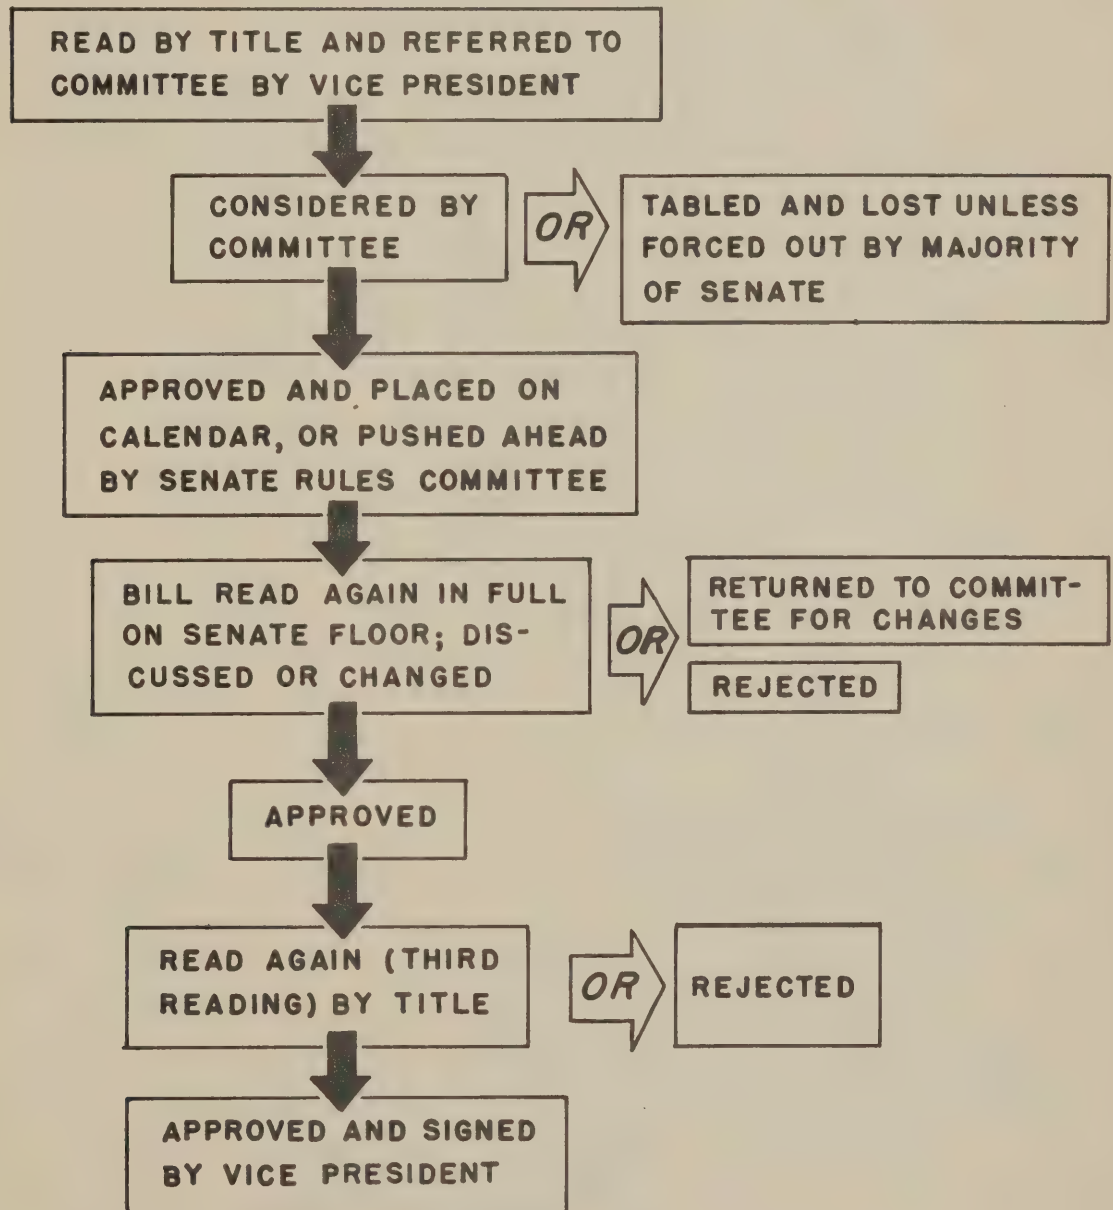 READ BY TITLE AND REFERRED TO
COMMITTEE BY VICE PRESIDENT
CONSIDERED BY
COMMITTEE
OR
TABLED AND LOST UNLESS
FORCED OUT BY MAJORITY
OF SENATE
APPROVED AND PLACED ON
CALENDAR, OR PUSHED AHEAD
BY SENATE RULES COMMITTEE
BILL READ AGAIN IN FULL
ON SENATE FLOOR; DIS-
CUSSED OR CHANGED
OR
RETURNED TO COMMIT-
TEE FOR CHANGES
REJECTED
APPROVED
READ AGAIN (THIRD
READING) BY TITLE
OR
REJECTED
APPROVED AND SIGNED
BY VICE PRESIDENT